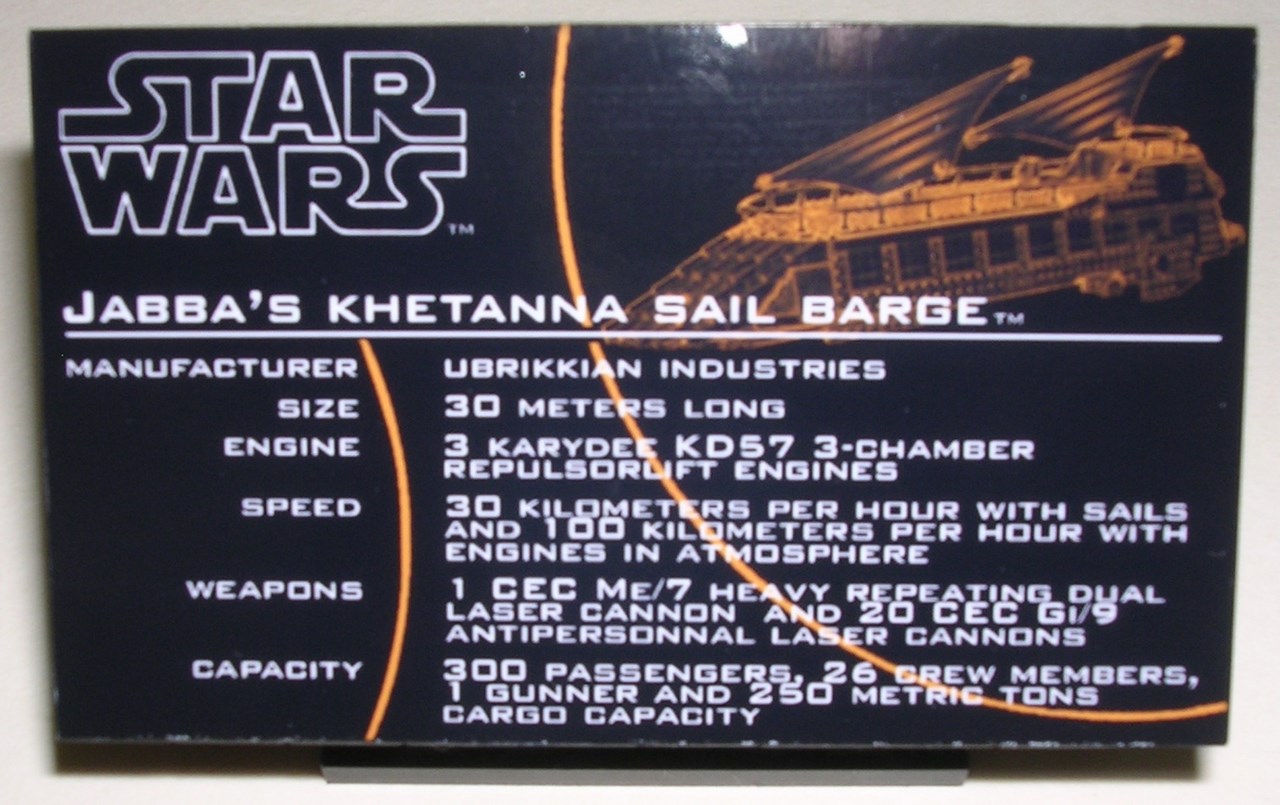 STAR
WARS™
JABBA'S KHETANNA SAIL BARGE™
MANUFACTURER UBRIKKIAN INDUSTRIES
SIZE 30 METERS LONG
ENGINE 3 KARYDEE KD57 3-CHAMBER
REPULSORLIFT ENGINES
SPEED 30 KILOMETERS PER HOUR WITH SAILS
AND 100 KILOMETERS PER HOUR WITH
ENGINES IN ATMOSPHERE
WEAPONS 1 CEC ME/7 HEAVY REPEATING DUAL
LASER CANNON AND 20 CEC GI/9
ANTIPERSONNAL LASER CANNONS
CAPACITY 300 PASSENGERS, 26 CREW MEMBERS,
1 GUNNER AND 250 METRIC TONS
CARGO CAPACITY